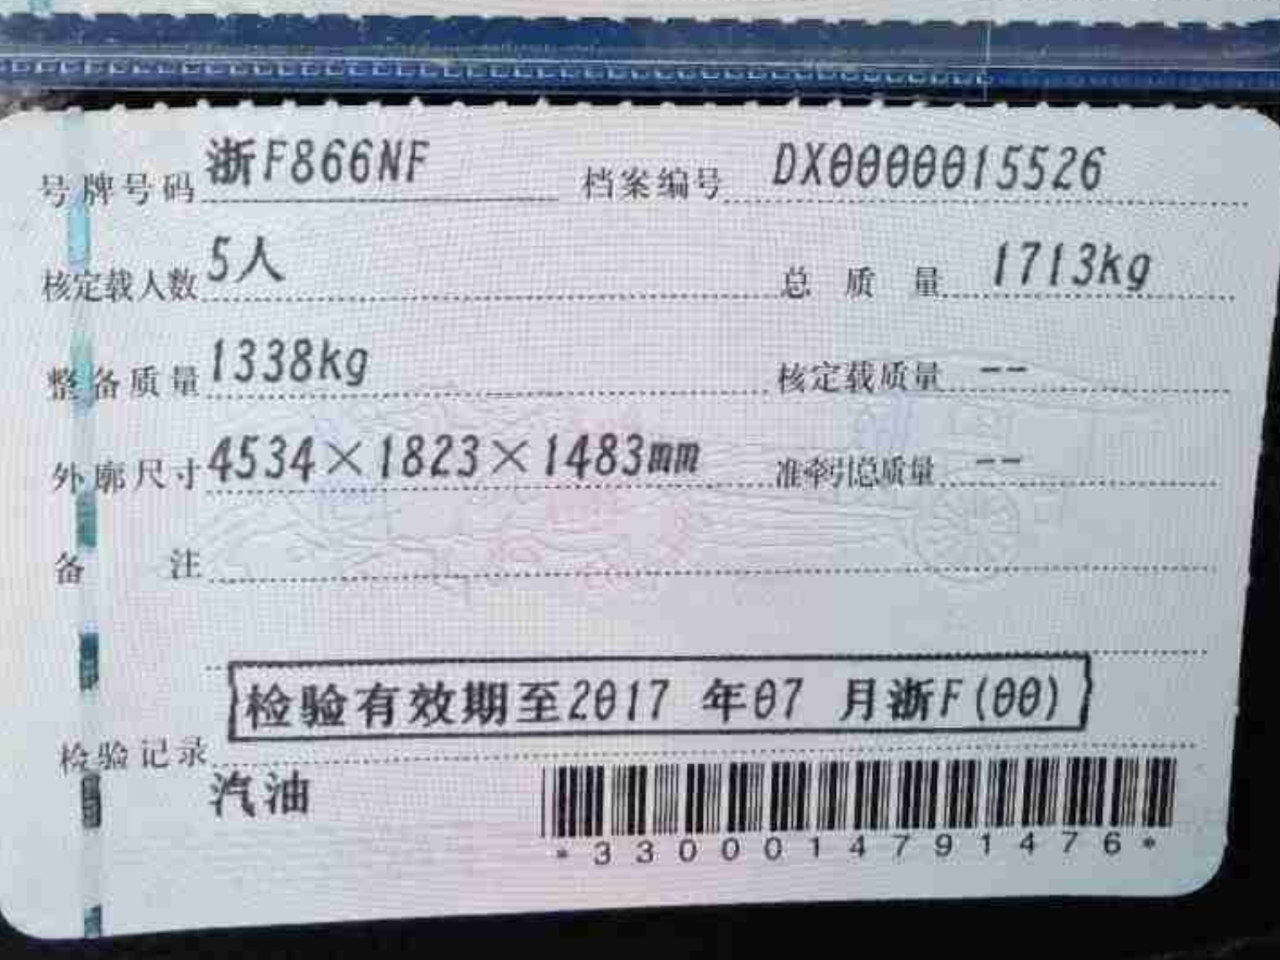 号牌号码 浙F866NF 档案编号 DX0000015526
核定载人数 5人 总质量 1713kg
整备质量 1338kg 核定载质量 --
外廓尺寸 4534×1823×1483mm 准牵引总质量 --
备注
检验有效期至2017 年07 月浙F(00)
检验记录
汽油
*3300014791476*